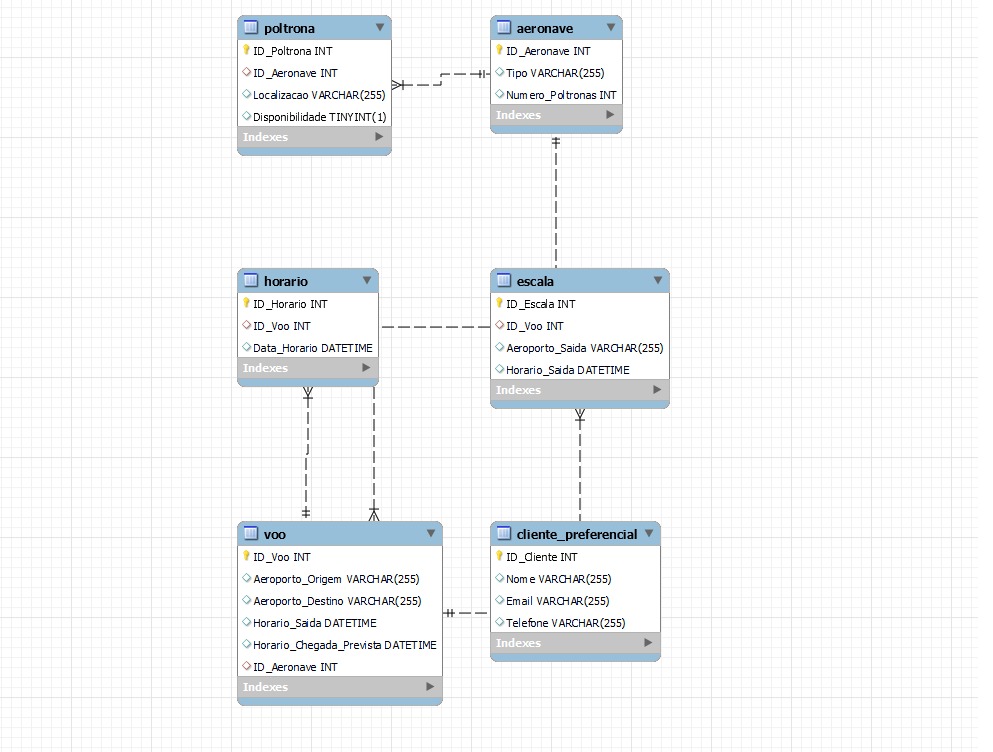 poltrona
ID_Poltrona INT
ID_Aeronave INT
Localizacao VARCHAR(255)
Disponibilidade TINYINT(1)
Indexes
aeronave
ID_Aeronave INT
Tipo VARCHAR(255)
Numero_Poltronas INT
Indexes
horario
ID_Horario INT
ID_Voo INT
Data_Horario DATETIME
Indexes
escala
ID_Escala INT
ID_Voo INT
Aeroporto_Saida VARCHAR(255)
Horario_Saida DATETIME
Indexes
voo
ID_Voo INT
Aeroporto_Origem VARCHAR(255)
Aeroporto_Destino VARCHAR(255)
Horario_Saida DATETIME
Horario_Chegada_Prevista DATETIME
ID_Aeronave INT
Indexes
cliente_preferencial
ID_Cliente INT
Nome VARCHAR(255)
Email VARCHAR(255)
Telefone VARCHAR(255)
Indexes